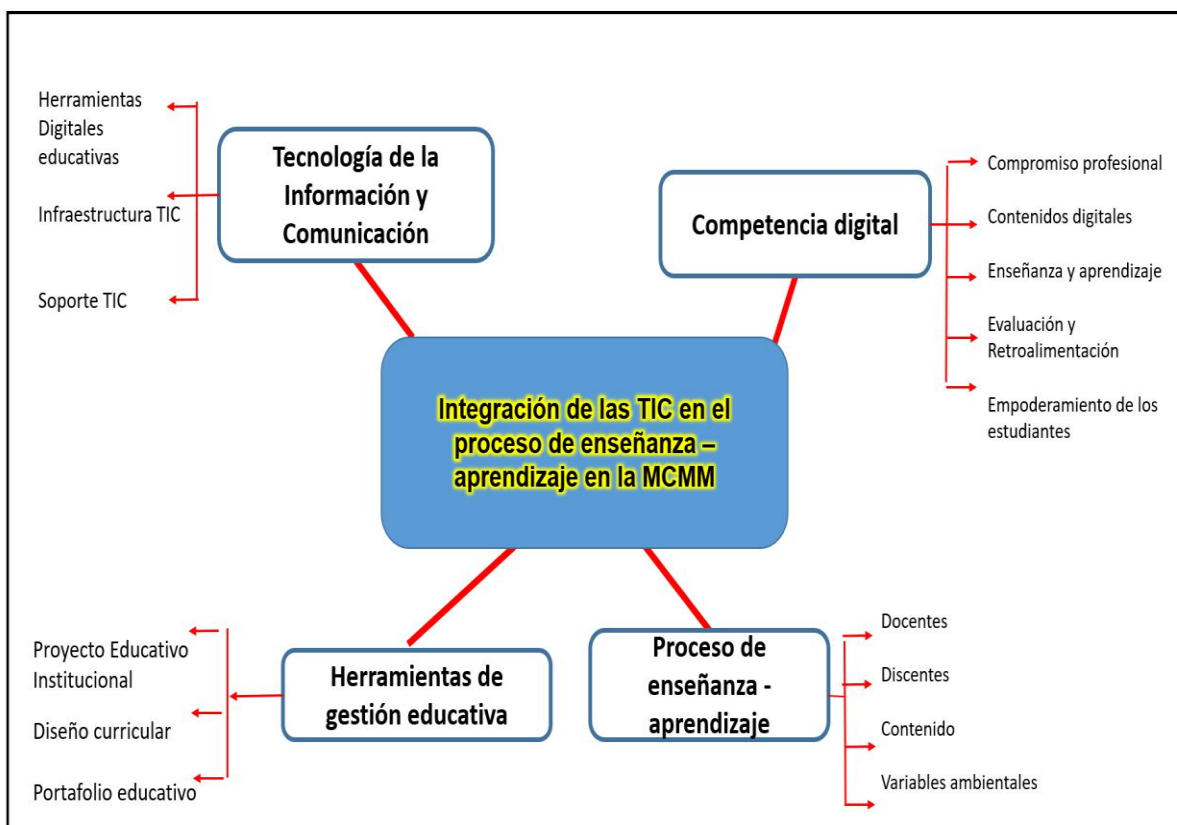 Herramientas
Digitales
educativas
Infraestructura TIC
Soporte TIC
Tecnología de la
Información y
Comunicación
Competencia digital
Compromiso profesional
Contenidos digitales
Enseñanza y aprendizaje
Evaluación y
Retroalimentación
Empoderamiento de los
estudiantes
Integración de las TIC en el
proceso de enseñanza –
aprendizaje en la MCMM
Proyecto Educativo
Institucional
Diseño curricular
Portafolio educativo
Herramientas de
gestión educativa
Proceso de
enseñanza -
aprendizaje
Docentes
Discentes
Contenido
Variables ambientales